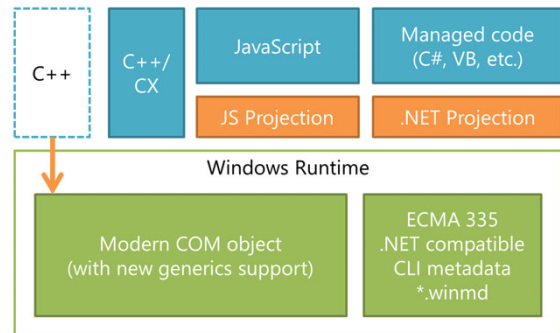 C++
C++/
CX
JavaScript
Managed code
(C#, VB, etc.)
JS Projection
.NET Projection
Windows Runtime
Modern COM object
(with new generics support)
ECMA 335
.NET compatible
CLI metadata
*.winmd